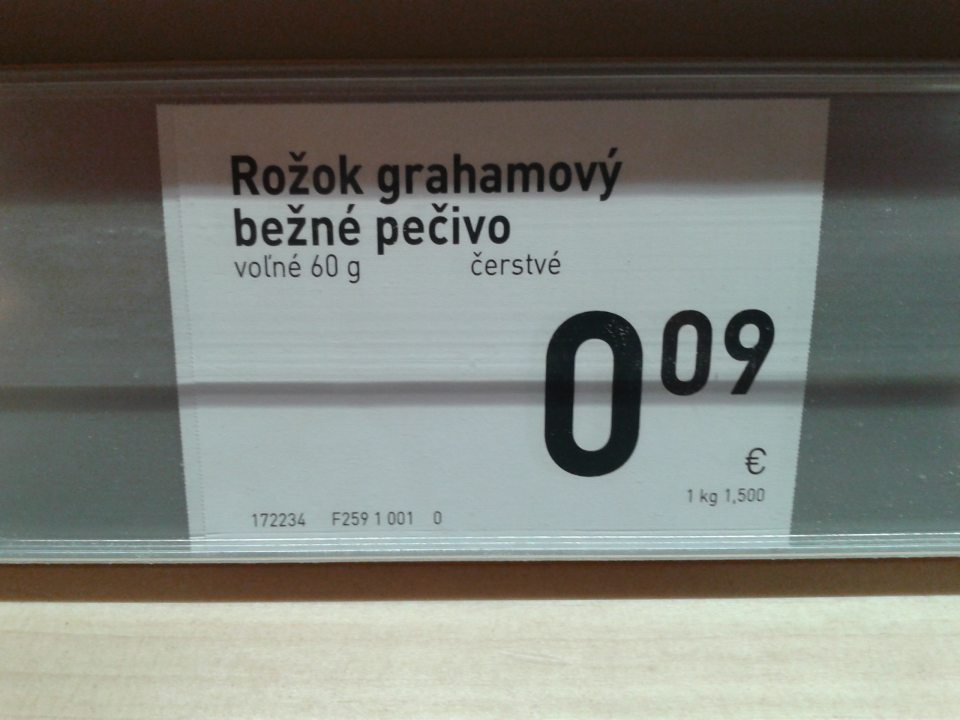 Rožok grahamový
bežné pečivo
voľné 60 g čerstvé
0 09
€
1 kg 1,500
172234 F259 1 001 0